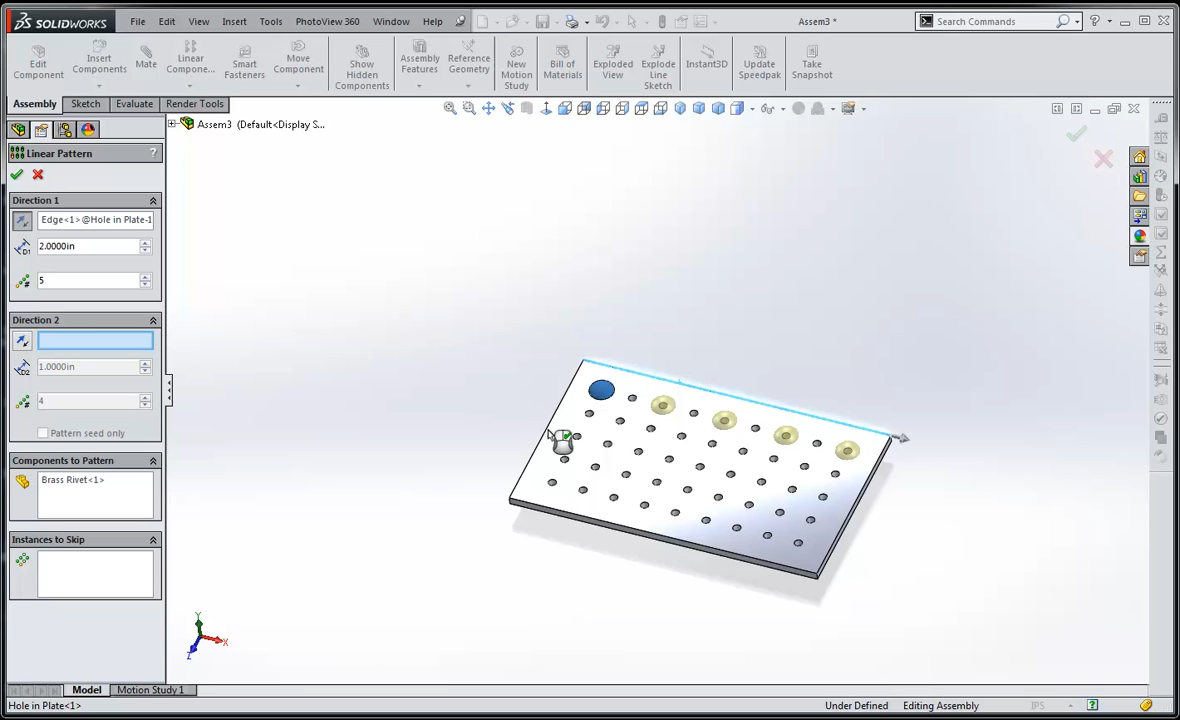 SOLIDWORKS File Edit View Insert Tools PhotoView 360 Window Help Assem3 * Search Commands
Edit Component Insert Components Mate Linear Compone... Smart Fasteners Move Component Show Hidden Components Assembly Features Reference Geometry New Motion Study Bill of Materials Exploded View Explode Line Sketch Instant3D Update Speedpak Take Snapshot
Assembly Sketch Evaluate Render Tools
Assem3 (Default<Display S...
Linear Pattern ?
Direction 1
Edge<1>@Hole in Plate-1
D1 2.0000in
# 5
Direction 2
D2 1.0000in
# 4
Pattern seed only
Components to Pattern
Brass Rivet<1>
Instances to Skip
Y
X
Z
Model Motion Study 1
Hole in Plate<1> Under Defined Editing Assembly IPS ?